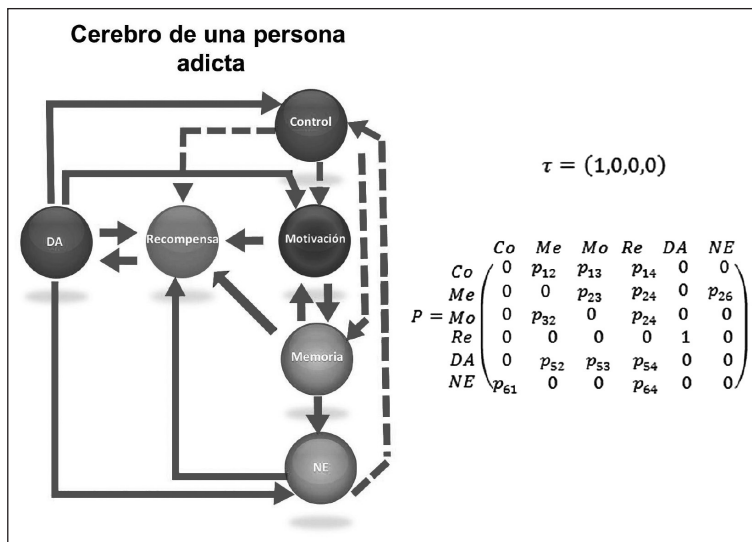 Cerebro de una persona
adicta
Control
DA
Recompensa
Motivación
Memoria
NE
τ = (1,0,0,0)
Co Me Mo Re DA NE
Co 0 p₁₂ p₁₃ p₁₄ 0 0
Me 0 0 p₂₃ p₂₄ 0 p₂₆
P = Mo 0 p₃₂ 0 p₂₄ 0 0
Re 0 0 0 0 1 0
DA 0 p₅₂ p₅₃ p₅₄ 0 0
NE p₆₁ 0 0 p₆₄ 0 0